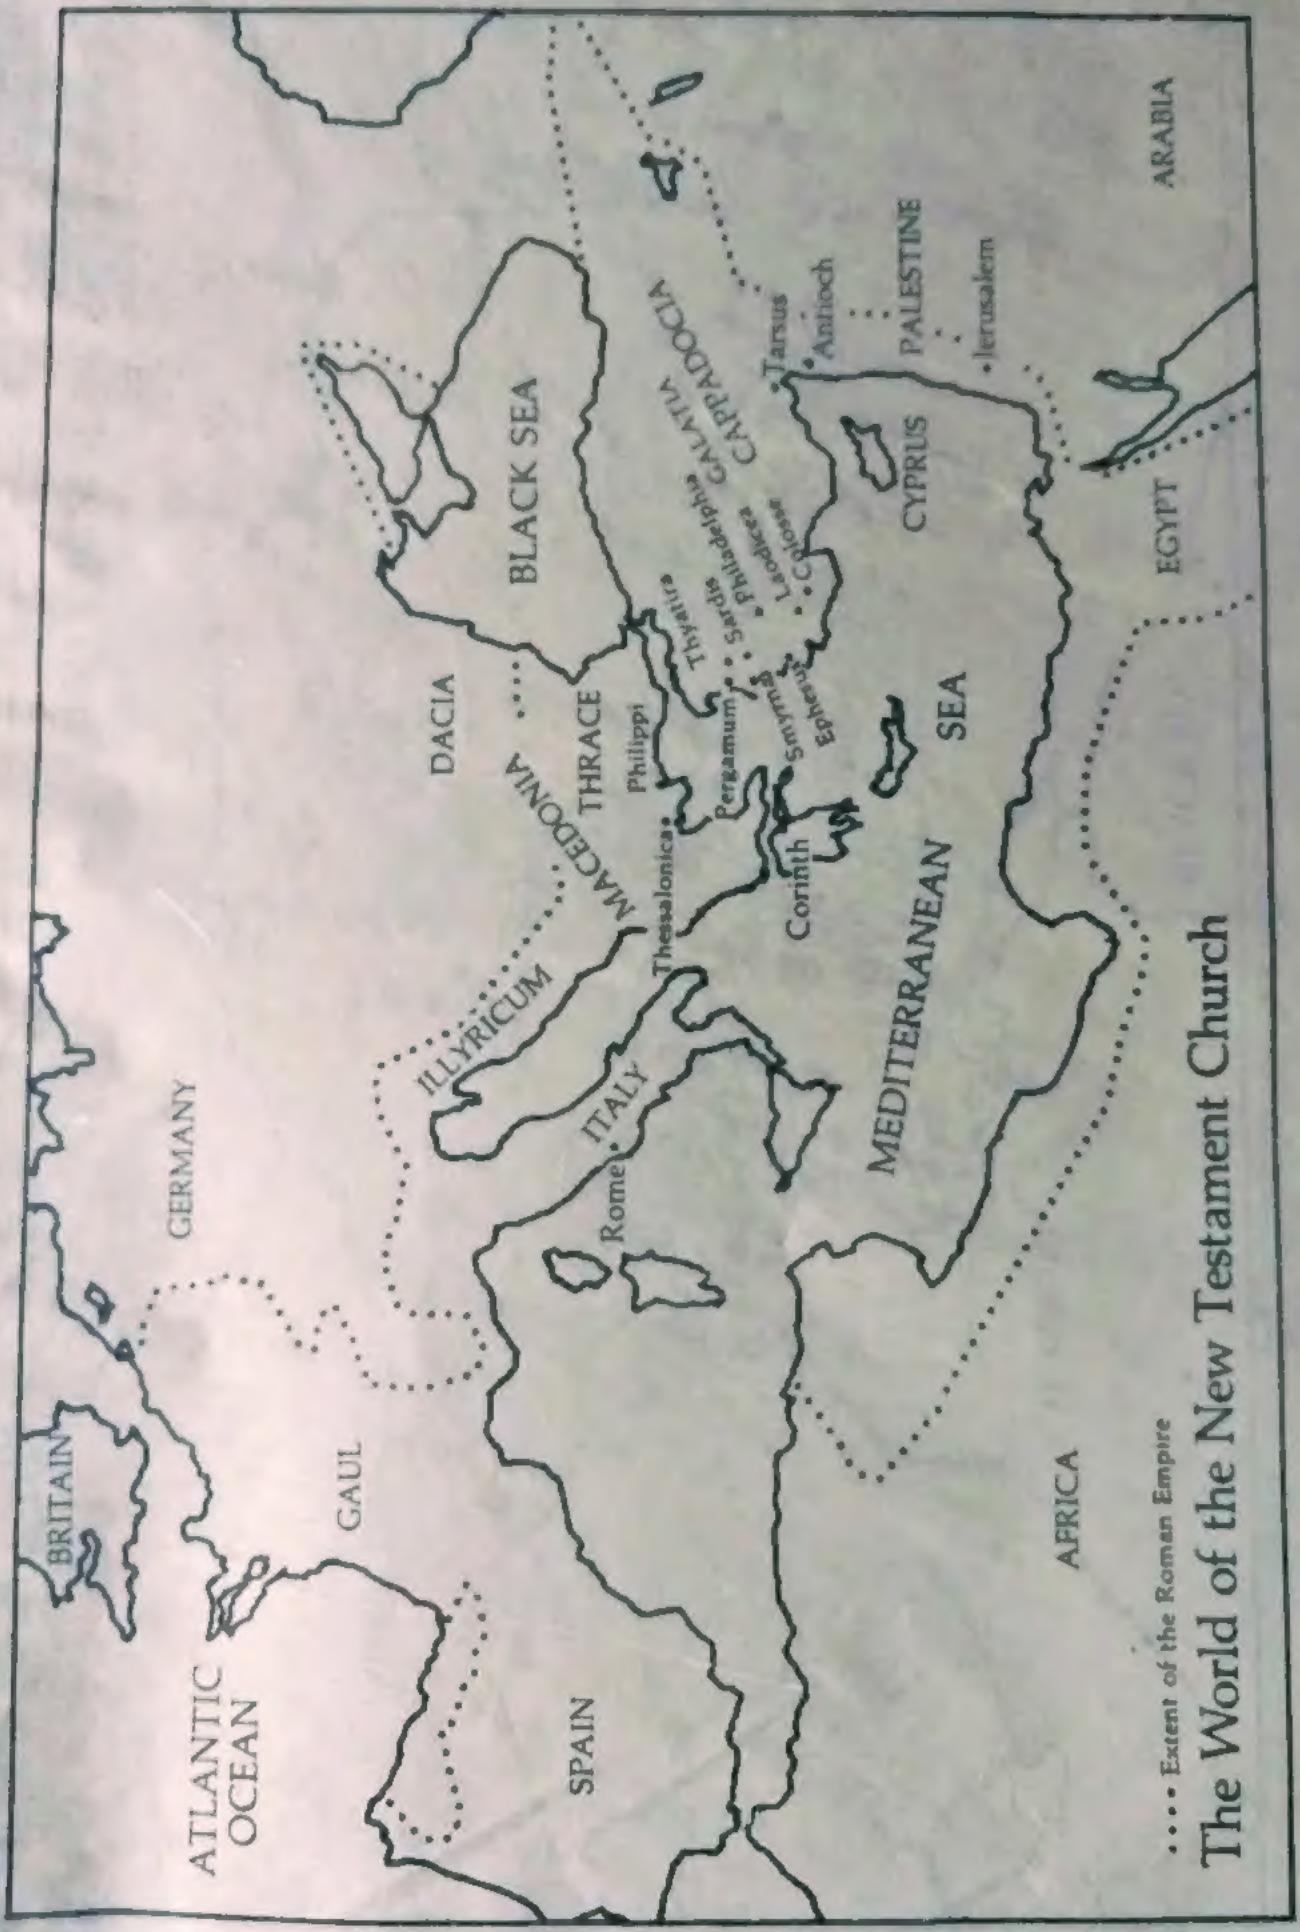 BRITAIN
ATLANTIC
OCEAN
GERMANY
GAUL
SPAIN
DACIA
BLACK SEA
ILLYRICUM
MACEDONIA
THRACE
ITALY
Rome
Philippi
Thessalonica
Thyatira
Pergamum
Sardis
Philadelphia
GALATIA
CAPPADOCIA
Smyrna
Laodicea
Ephesus
Colosse
Corinth
Tarsus
Antioch
CYPRUS
PALESTINE
Jerusalem
MEDITERRANEAN
SEA
ARABIA
EGYPT
AFRICA
.... Extent of the Roman Empire
The World of the New Testament Church